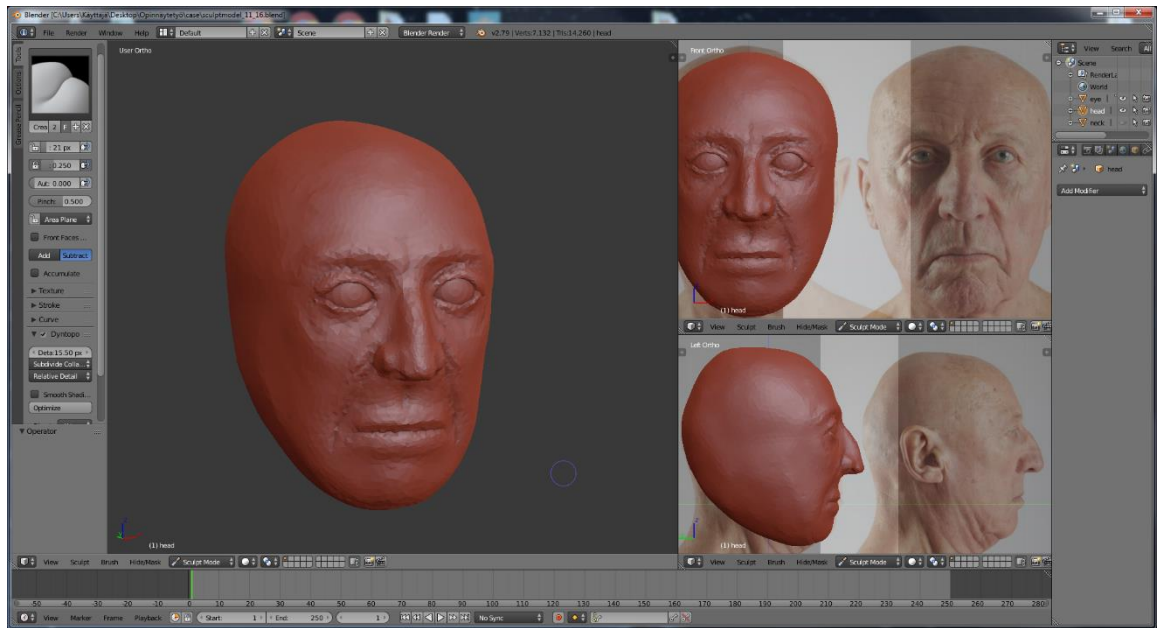 Blender [C:\Users\Käyttäjä\Desktop\Opinnäytetyö\case\sculptmodel_11_16.blend]
File Render Window Help Default Scene Blender Render v2.79 | Verts:7,132 | Tris:14,260 | head
Tools
Options
Grease Pencil
Crea 2 F
: 21 px
: 0.250
Aut: 0.000
Pinch: 0.500
Area Plane
Front Faces ...
Add Subtract
Accumulate
Texture
Stroke
Curve
Dyntopo
Deta:15.50 px
Subdivide Colla...
Relative Detail
Smooth Shadi...
Optimize
Operator
User Ortho
(1) head
View Sculpt Brush Hide/Mask Sculpt Mode
Front Ortho
(1) head
View Sculpt Brush Hide/Mask Sculpt Mode
Left Ortho
(1) head
View Sculpt Brush Hide/Mask Sculpt Mode
View Search All
Scene
RenderLa
World
eye
head
neck
head
Add Modifier
-50 -40 -30 -20 -10 0 10 20 30 40 50 60 70 80 90 100 110 120 130 140 150 160 170 180 190 200 210 220 230 240 250 260 270 280
View Marker Frame Playback Start: 1 End: 250 1 No Sync